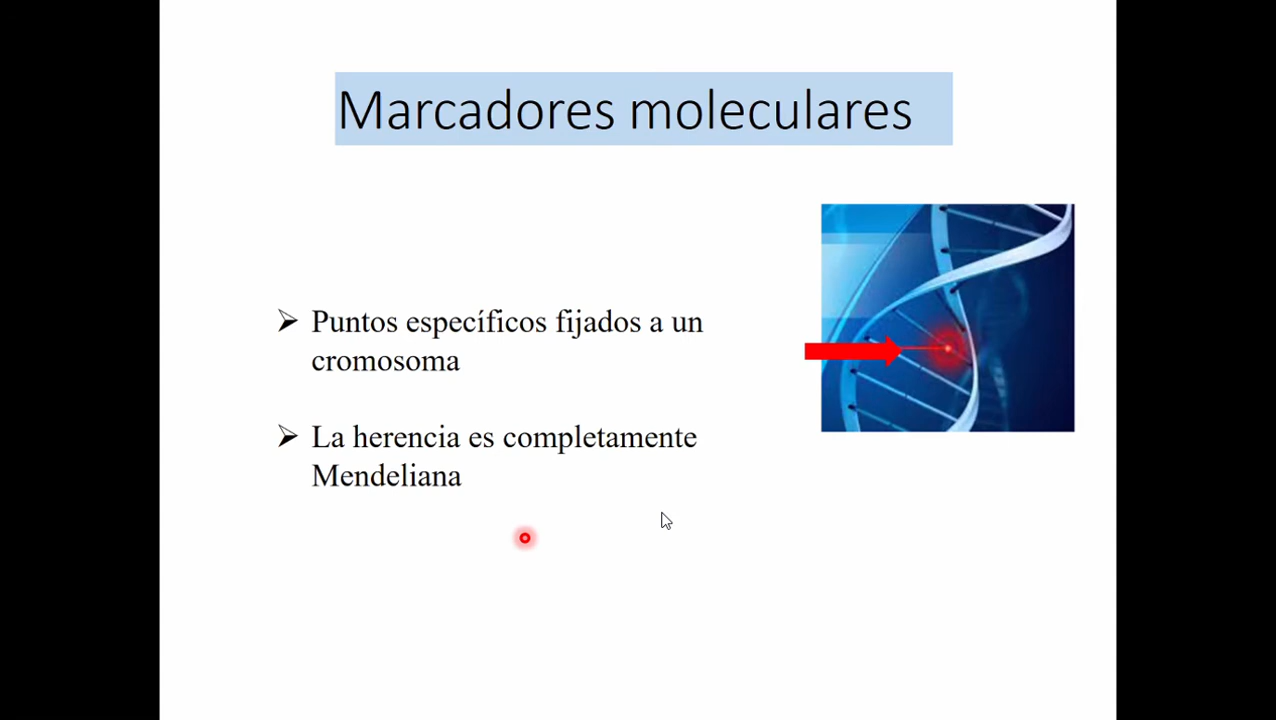 Marcadores moleculares
Puntos específicos fijados a un
cromosoma
La herencia es completamente
Mendeliana